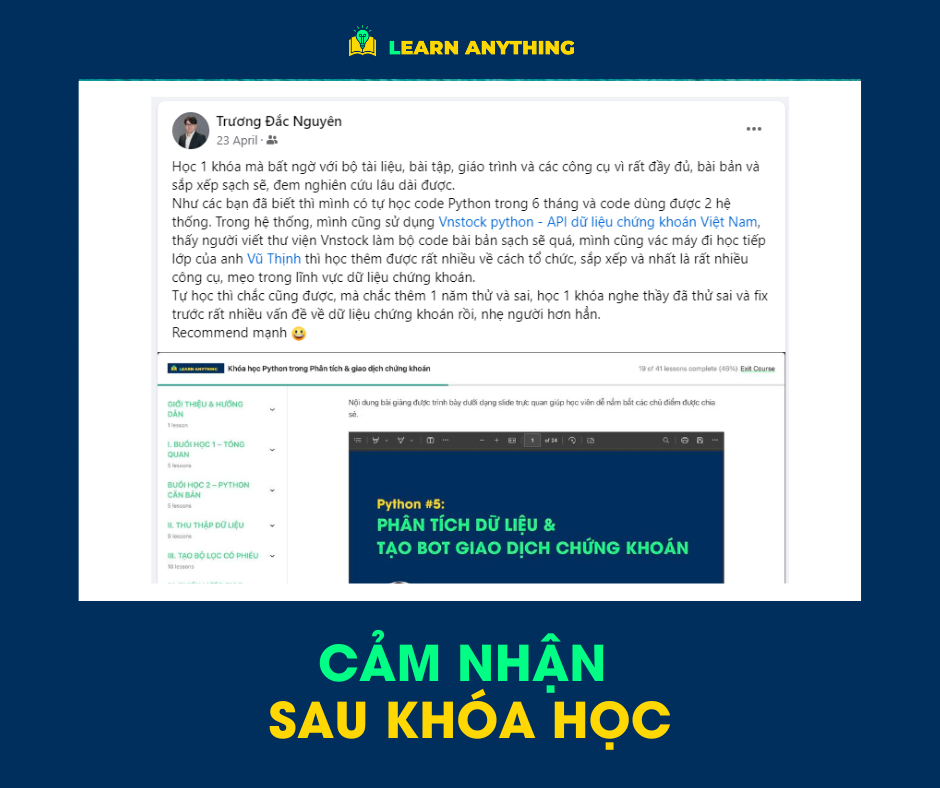 LEARN ANYTHING
Trương Đắc Nguyên
23 April ·
Học 1 khóa mà bất ngờ với bộ tài liệu, bài tập, giáo trình và các công cụ vì rất đầy đủ, bài bản và
sắp xếp sạch sẽ, đem nghiên cứu lâu dài được.
Như các bạn đã biết thì mình có tự học code Python trong 6 tháng và code dùng được 2 hệ
thống. Trong hệ thống, mình cũng sử dụng Vnstock python - API dữ liệu chứng khoán Việt Nam,
thấy người viết thư viện Vnstock làm bộ code bài bản sạch sẽ quá, mình cũng vác máy đi học tiếp
lớp của anh Vũ Thịnh thì học thêm được rất nhiều về cách tổ chức, sắp xếp và nhất là rất nhiều
công cụ, mẹo trong lĩnh vực dữ liệu chứng khoán.
Tự học thì chắc cũng được, mà chắc thêm 1 năm thử và sai, học 1 khóa nghe thầy đã thử sai và fix
trước rất nhiều vấn đề về dữ liệu chứng khoán rồi, nhẹ người hơn hẳn.
Recommend mạnh 😀
LEARN ANYTHING
Khóa học Python trong Phân tích & giao dịch chứng khoán
19 of 41 lessons complete (46%) Exit Course
GIỚI THIỆU & HƯỚNG
DẪN
1 lesson
I. BUỔI HỌC 1 – TỔNG
QUAN
5 lessons
BUỔI HỌC 2 – PYTHON
CĂN BẢN
5 lessons
II. THU THẬP DỮ LIỆU
9 lessons
III. TẠO BỘ LỌC CỔ PHIẾU
10 lessons
Nội dung bài giảng được trình bày dưới dạng slide trực quan giúp học viên dễ nắm bắt các chủ điểm được chia
sẻ.
1 of 24
Python #5:
PHÂN TÍCH DỮ LIỆU &
TẠO BOT GIAO DỊCH CHỨNG KHOÁN
CẢM NHẬN
SAU KHÓA HỌC